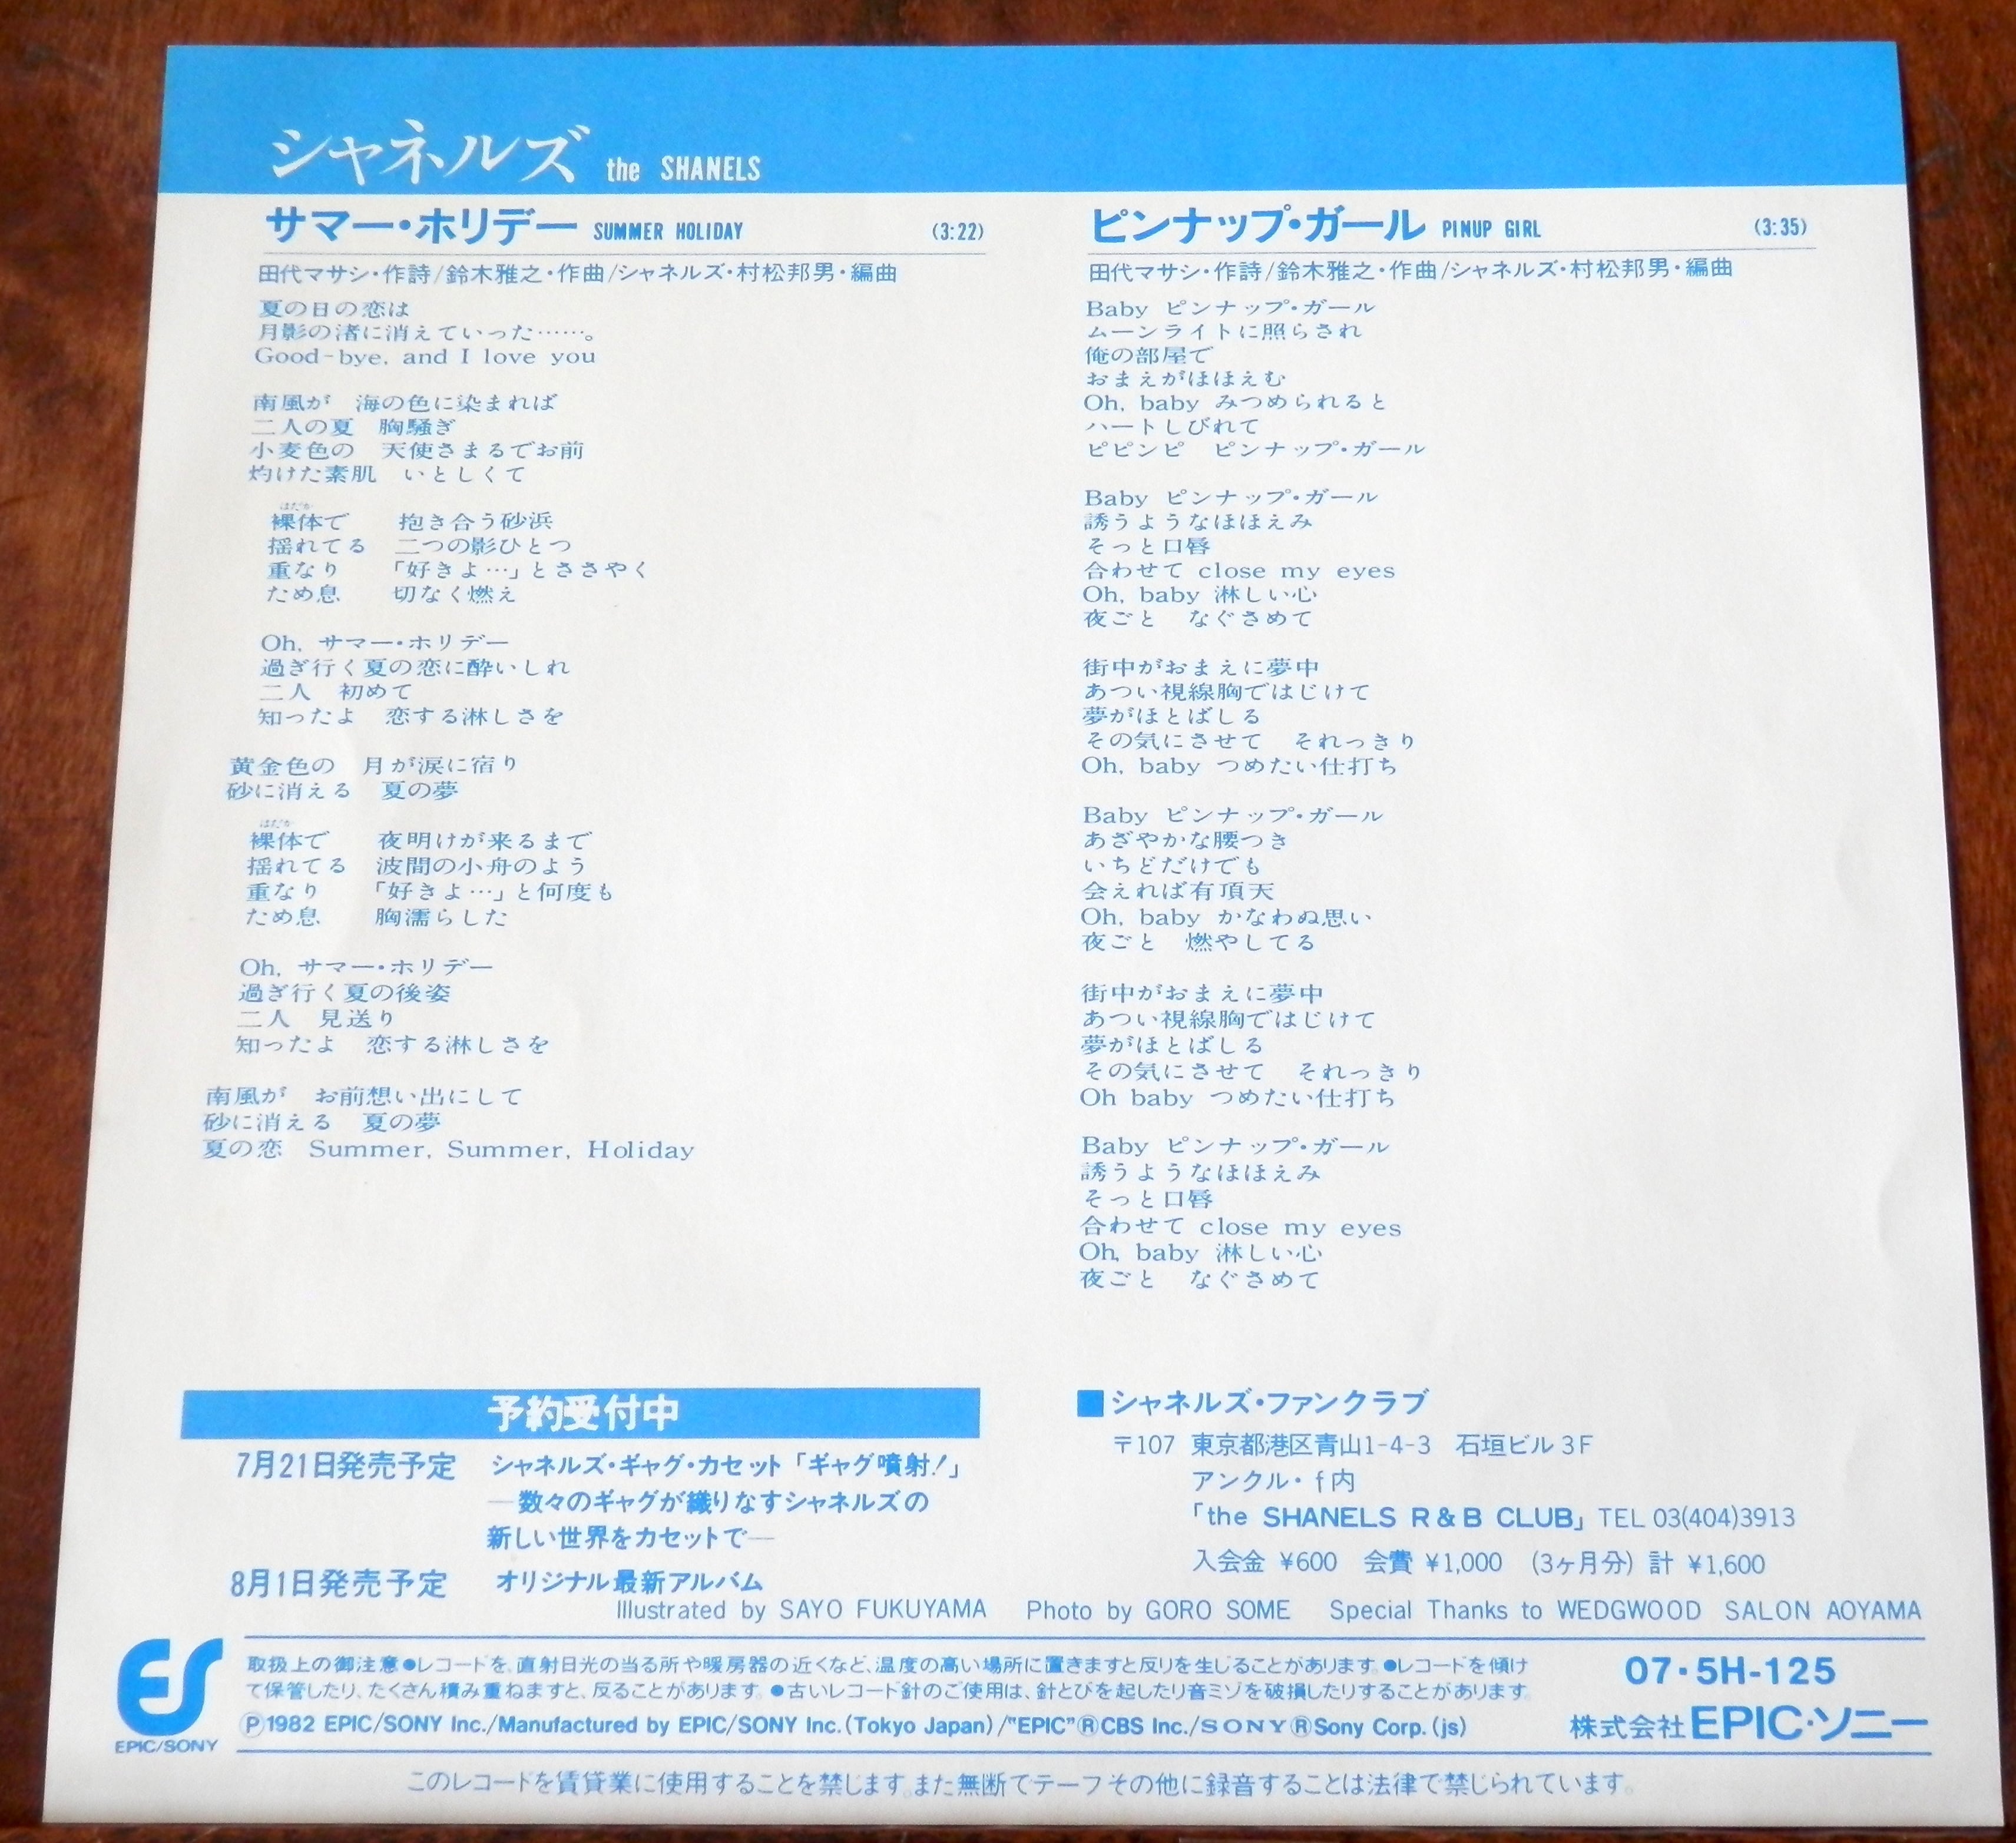 シャネルズ the SHANELS
サマー・ホリデー SUMMER HOLIDAY (3:22)
田代マサシ・作詩/鈴木雅之・作曲/シャネルズ・村松邦男・編曲
夏の日の恋は
月影の渚に消えていった……。
Good-bye, and I love you
南風が　海の色に染まれば
二人の夏　胸騒ぎ
小麦色の　天使さまるでお前
灼けた素肌　いとしくて
はだか
裸体で　抱き合う砂浜
揺れてる　二つの影ひとつ
重なり　「好きよ…」とささやく
ため息　切なく燃え
Oh, サマー・ホリデー
過ぎ行く夏の恋に酔いしれ
二人　初めて
知ったよ　恋する淋しさを
黄金色の　月が涙に宿り
砂に消える　夏の夢
はだか
裸体で　夜明けが来るまで
揺れてる　波間の小舟のよう
重なり　「好きよ…」と何度も
ため息　胸濡らした
Oh, サマー・ホリデー
過ぎ行く夏の後姿
二人　見送り
知ったよ　恋する淋しさを
南風が　お前想い出にして
砂に消える　夏の夢
夏の恋　Summer, Summer, Holiday
ピンナップ・ガール PINUP GIRL (3:35)
田代マサシ・作詩/鈴木雅之・作曲/シャネルズ・村松邦男・編曲
Baby ピンナップ・ガール
ムーンライトに照らされ
俺の部屋で
おまえがほほえむ
Oh, baby みつめられると
ハートしびれて
ピピンピ　ピンナップ・ガール
Baby ピンナップ・ガール
誘うようなほほえみ
そっと口唇
合わせて close my eyes
Oh, baby 淋しい心
夜ごと　なぐさめて
街中がおまえに夢中
あつい視線胸ではじけて
夢がほとばしる
その気にさせて　それっきり
Oh, baby つめたい仕打ち
Baby ピンナップ・ガール
あざやかな腰つき
いちどだけでも
会えれば有頂天
Oh, baby かなわぬ思い
夜ごと　燃やしてる
街中がおまえに夢中
あつい視線胸ではじけて
夢がほとばしる
その気にさせて　それっきり
Oh baby つめたい仕打ち
Baby ピンナップ・ガール
誘うようなほほえみ
そっと口唇
合わせて close my eyes
Oh, baby 淋しい心
夜ごと　なぐさめて
予約受付中
7月21日発売予定　シャネルズ・ギャグ・カセット「ギャグ噴射!」
―数々のギャグが織りなすシャネルズの
新しい世界をカセットで―
8月1日発売予定　オリジナル最新アルバム
■シャネルズ・ファンクラブ
〒107 東京都港区青山1-4-3　石垣ビル3F
アンクル・f内
「the SHANELS R&B CLUB」TEL 03(404)3913
入会金 ¥600　会費 ¥1,000　(3ヶ月分) 計 ¥1,600
Illustrated by SAYO FUKUYAMA　Photo by GORO SOME　Special Thanks to WEDGWOOD SALON AOYAMA
ES
EPIC/SONY
取扱上の御注意●レコードを、直射日光の当る所や暖房器の近くなど、温度の高い場所に置きますと反りを生じることがあります。●レコードを傾け
て保管したり、たくさん積み重ねますと、反ることがあります。●古いレコード針のご使用は、針とびを起したり音ミゾを破損したりすることがあります。
Ⓟ1982 EPIC/SONY Inc./Manufactured by EPIC/SONY Inc.(Tokyo Japan)/"EPIC"®CBS Inc./SONY®Sony Corp.(js)
07・5H-125
株式会社EPIC・ソニー
このレコードを賃貸業に使用することを禁じます。また無断でテープその他に録音することは法律で禁じられています。